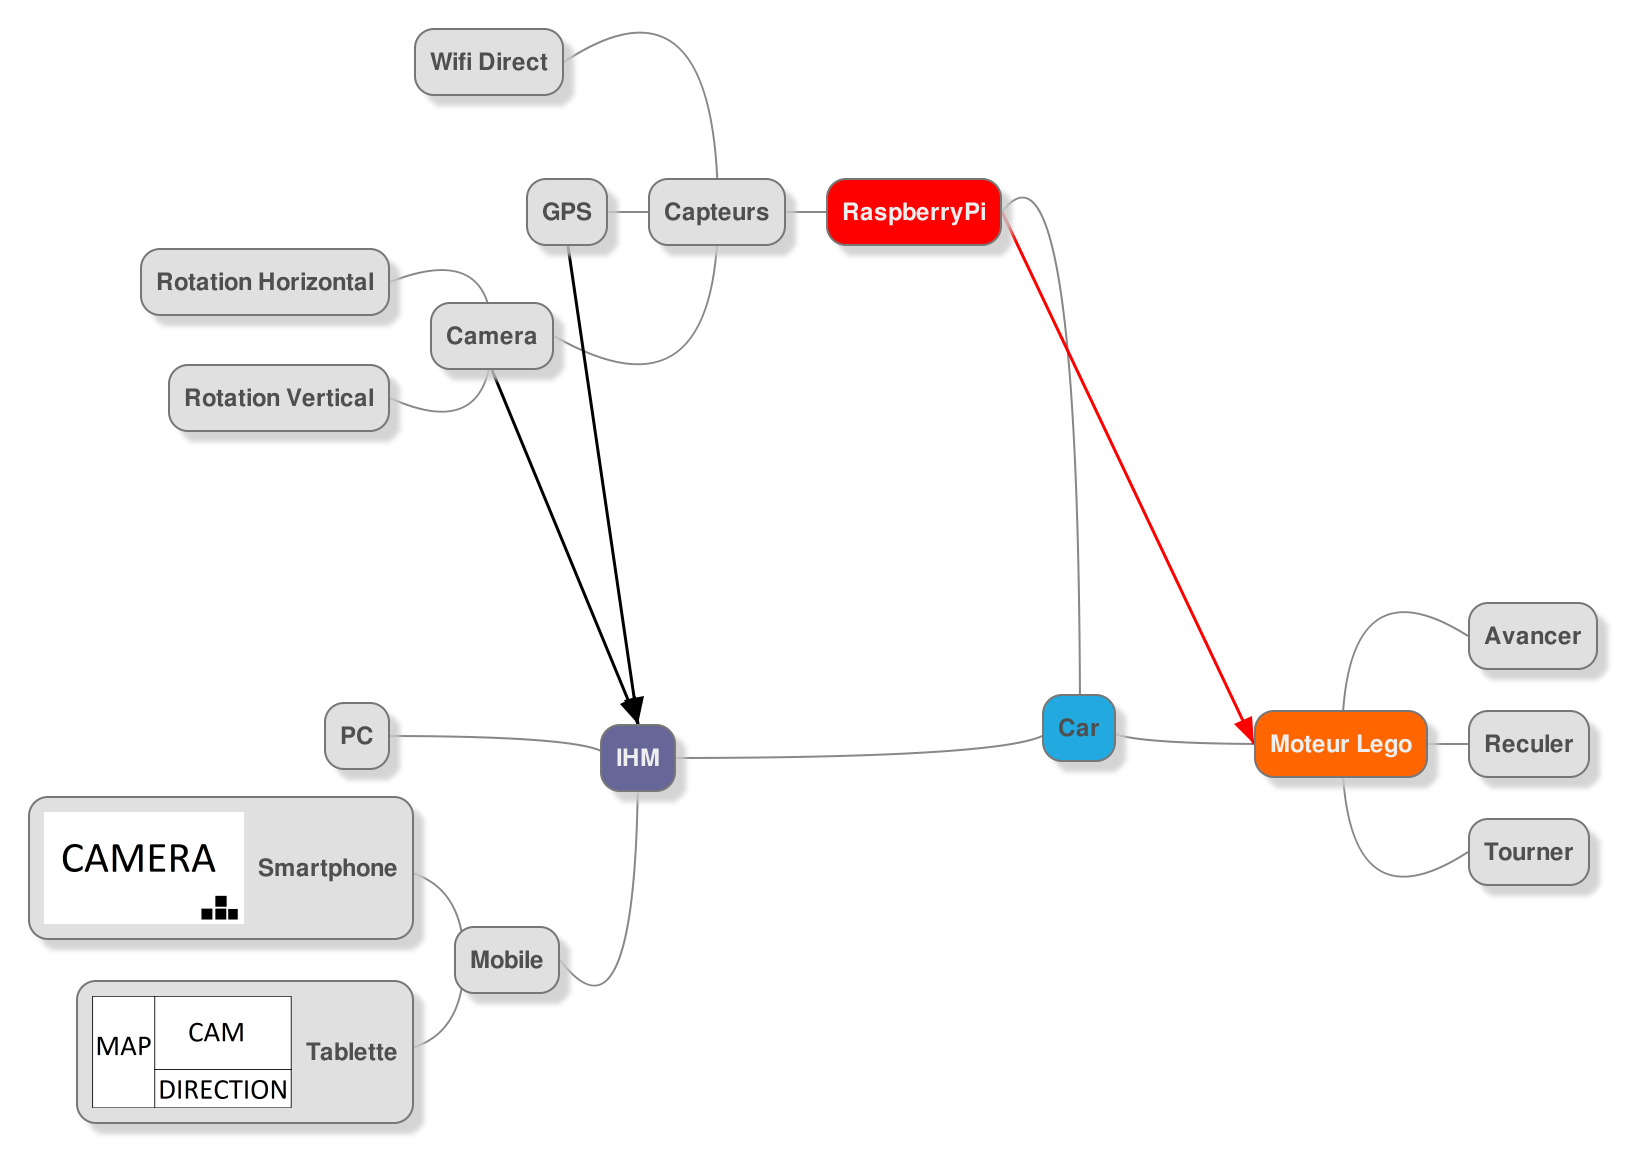 Wifi Direct
GPS
Capteurs
RaspberryPi
Rotation Horizontal
Camera
Rotation Vertical
Avancer
PC
IHM
Car
Moteur Lego
Reculer
CAMERA
Smartphone
Tourner
Mobile
MAP
CAM
DIRECTION
Tablette